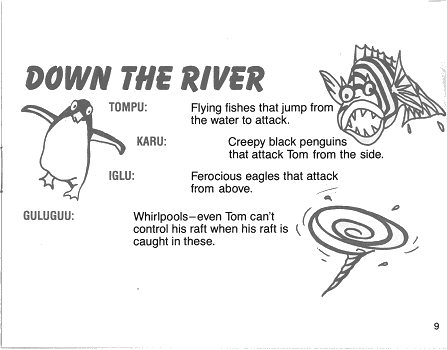 DOWN THE RIVER
TOMPU: Flying fishes that jump from
the water to attack.
KARU: Creepy black penguins
that attack Tom from the side.
IGLU: Ferocious eagles that attack
from above.
GULUGUU: Whirlpools–even Tom can't
control his raft when his raft is
caught in these.
9